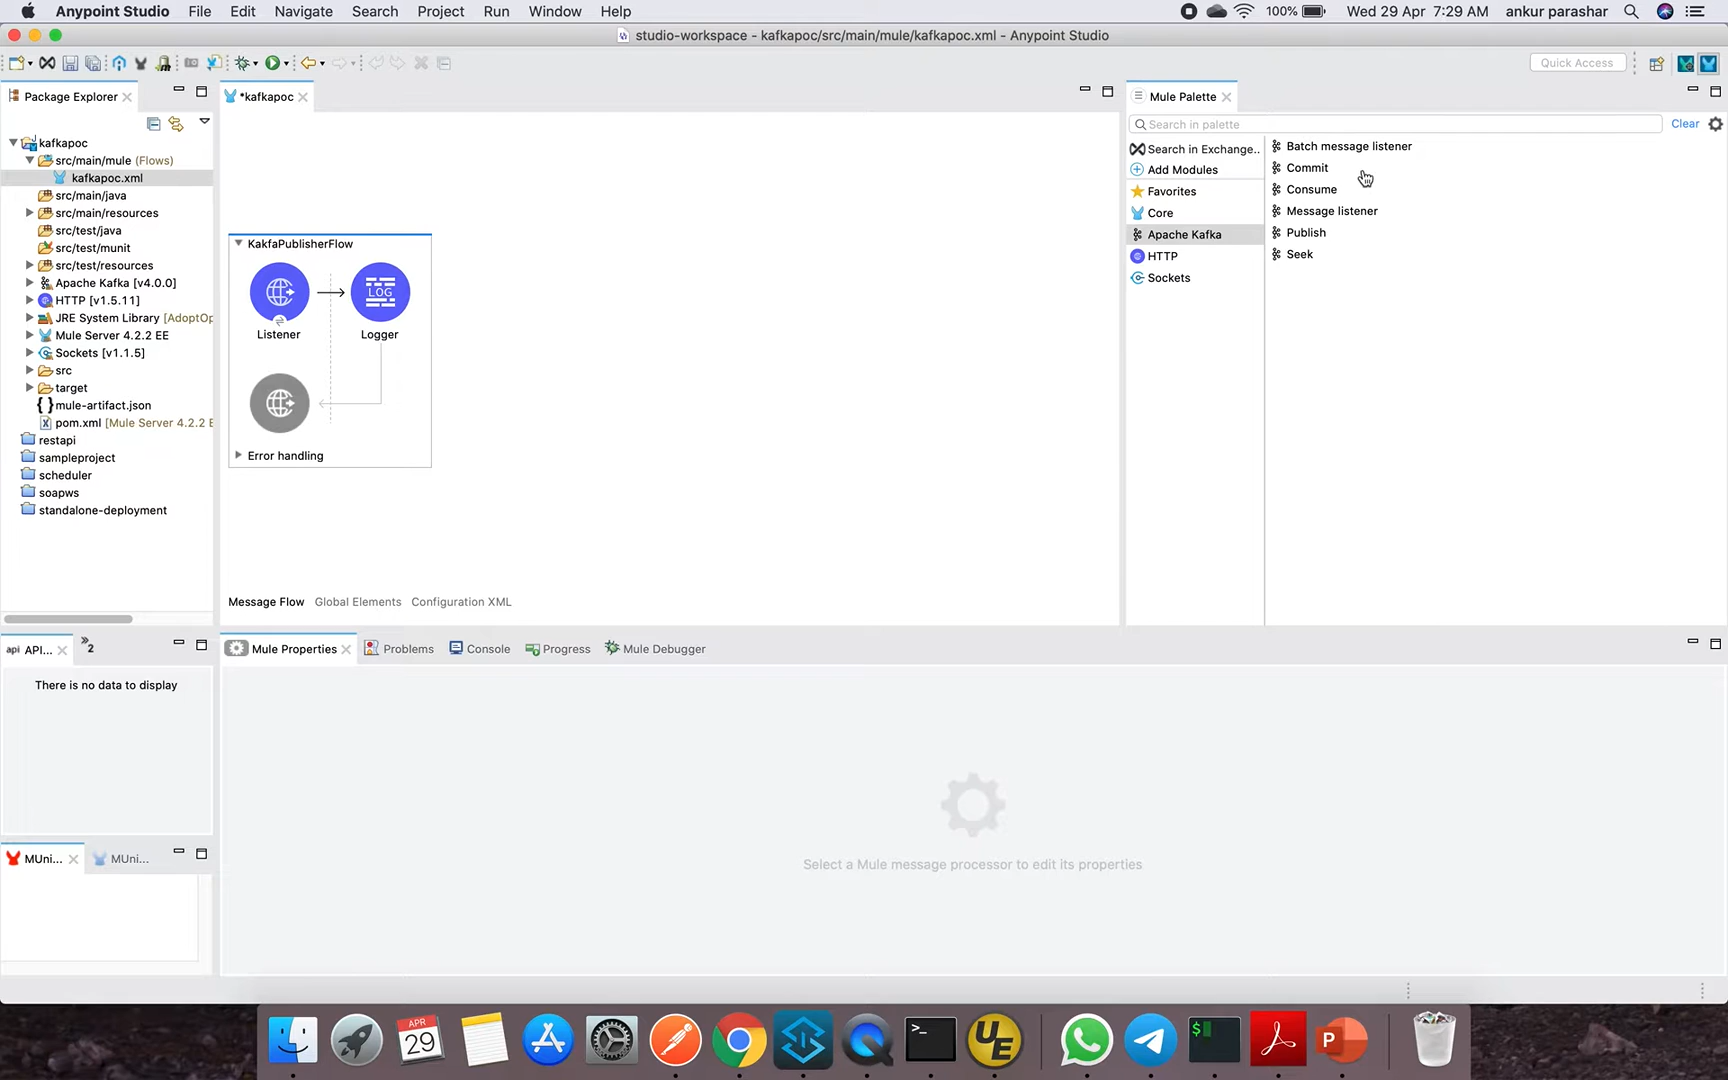 Anypoint Studio File Edit Navigate Search Project Run Window Help
100% Wed 29 Apr 7:29 AM ankur parashar
studio-workspace - kafkapoc/src/main/mule/kafkapoc.xml - Anypoint Studio
Quick Access
Package Explorer
kafkapoc
src/main/mule (Flows)
kafkapoc.xml
src/main/java
src/main/resources
src/test/java
src/test/munit
src/test/resources
Apache Kafka [v4.0.0]
HTTP [v1.5.11]
JRE System Library [AdoptOp
Mule Server 4.2.2 EE
Sockets [v1.1.5]
src
target
mule-artifact.json
pom.xml [Mule Server 4.2.2 E
restapi
sampleproject
scheduler
soapws
standalone-deployment
*kafkapoc
KakfaPublisherFlow
LOG
Listener
Logger
Error handling
Message Flow Global Elements Configuration XML
Mule Palette
Search in palette
Clear
Search in Exchange..
Add Modules
Favorites
Core
Apache Kafka
HTTP
Sockets
Batch message listener
Commit
Consume
Message listener
Publish
Seek
api API...
2
There is no data to display
MUni...
MUni...
Mule Properties
Problems
Console
Progress
Mule Debugger
Select a Mule message processor to edit its properties
APR
29
>_
UE
$
P